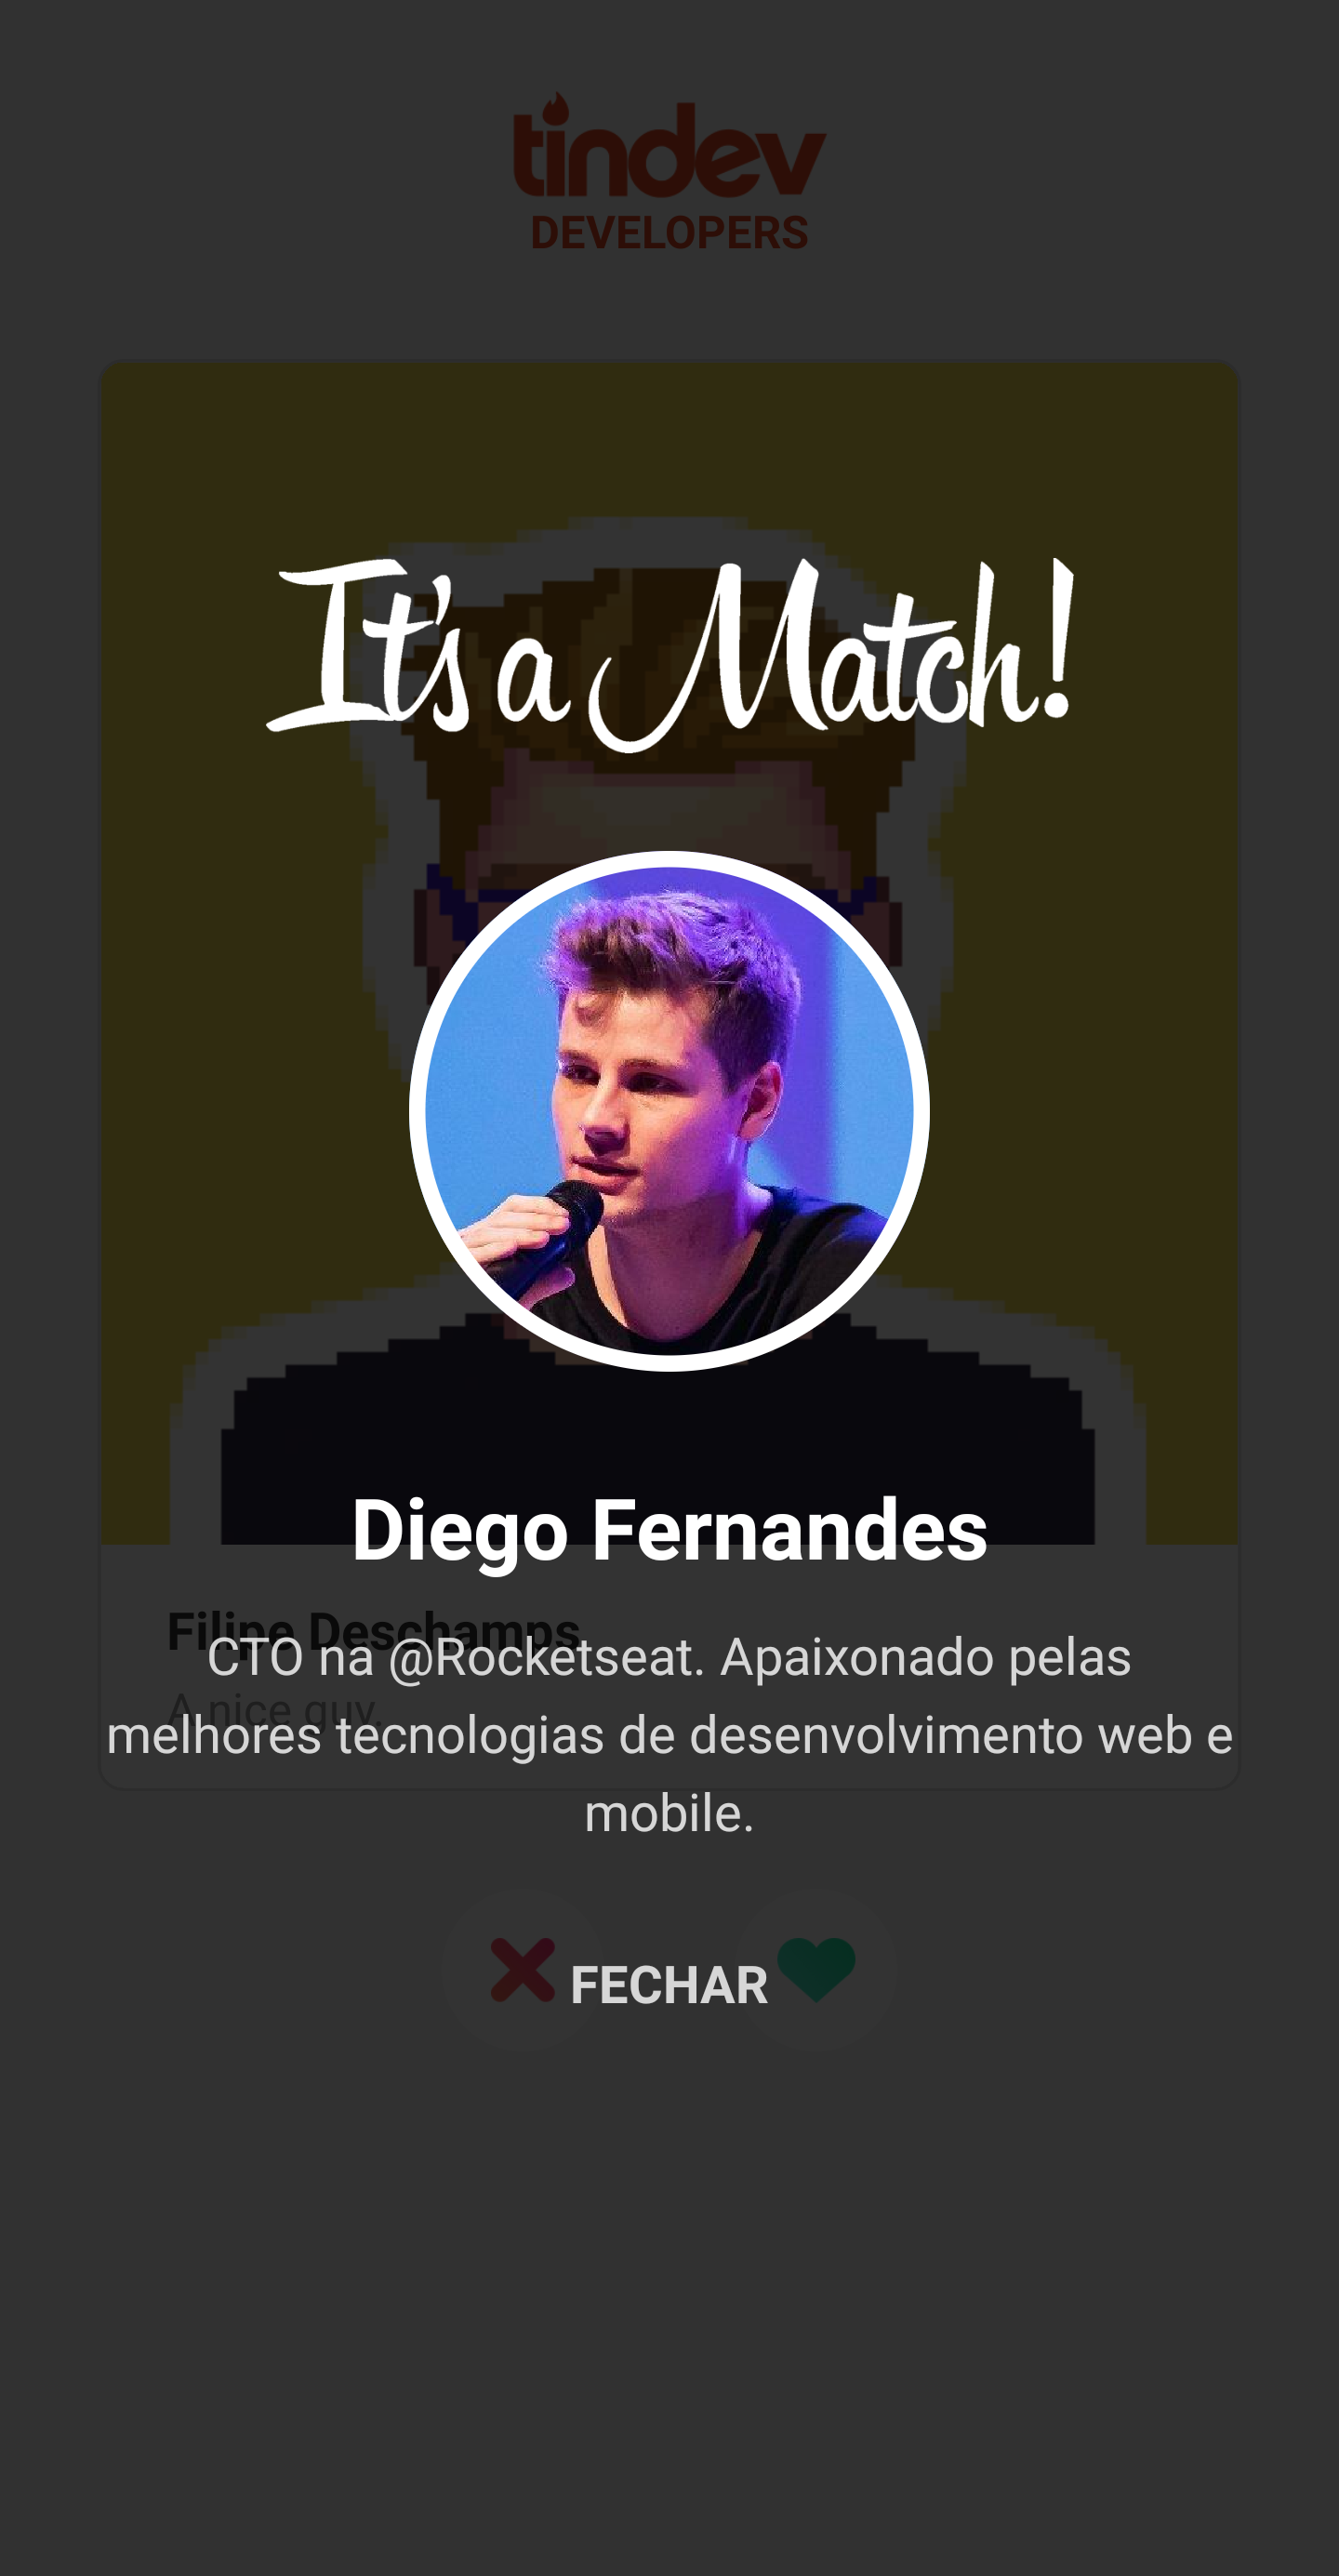 tindev
DEVELOPERS
It's a Match!
Diego Fernandes
Filipe Deschamps
CTO na @Rocketseat. Apaixonado pelas
A nice guy.
melhores tecnologias de desenvolvimento web e
mobile.
FECHAR